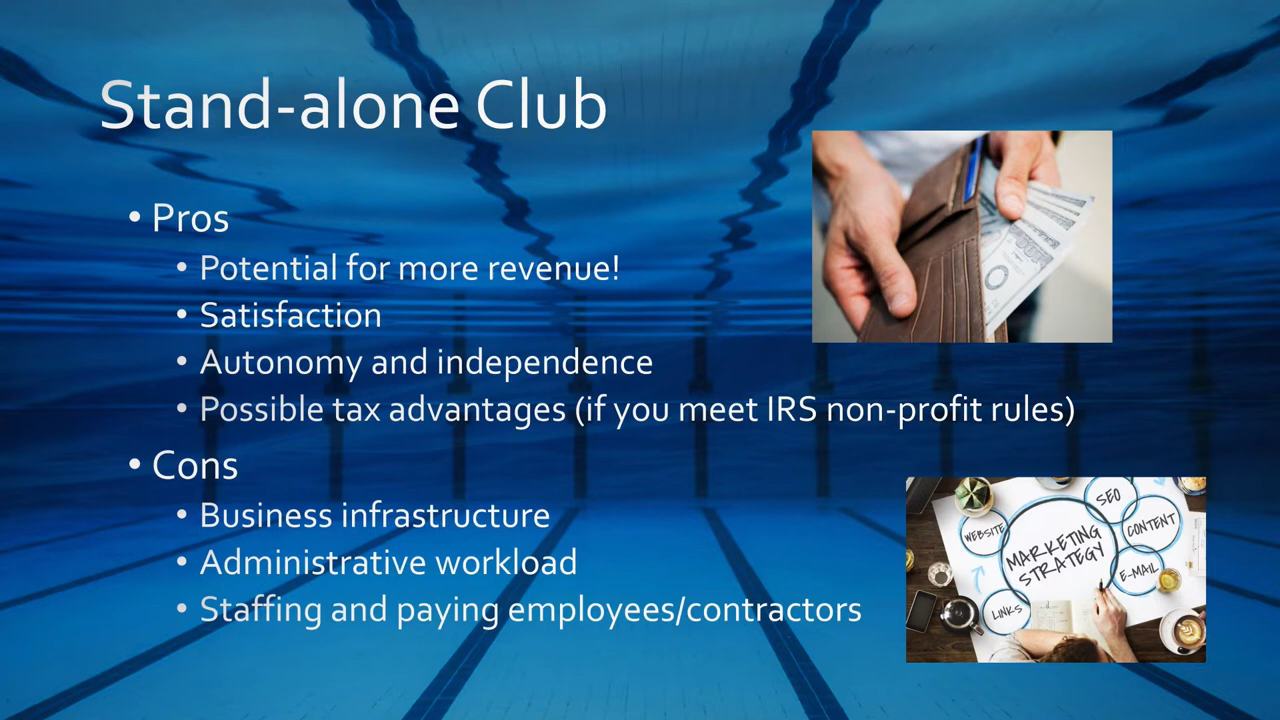 Stand-alone Club
• Pros
• Potential for more revenue!
• Satisfaction
• Autonomy and independence
• Possible tax advantages (if you meet IRS non-profit rules)
• Cons
• Business infrastructure
• Administrative workload
• Staffing and paying employees/contractors
SEO
WEBSITE
CONTENT
MARKETING
STRATEGY
E-MAIL
LINKS